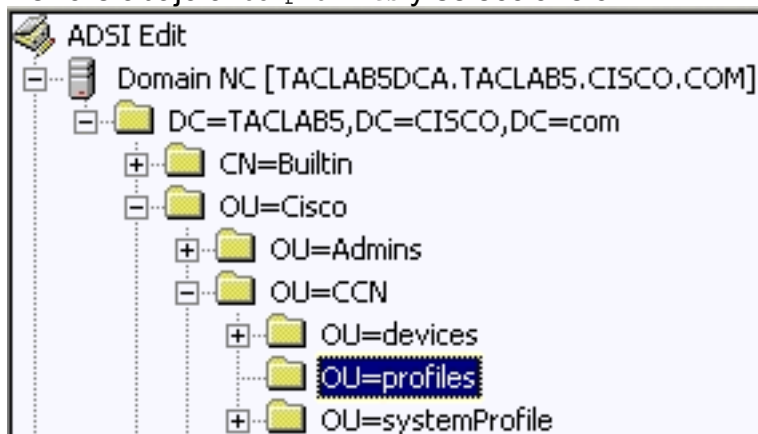 ADSI Edit
Domain NC [TACLAB5DCA.TACLAB5.CISCO.COM]
DC=TACLAB5,DC=CISCO,DC=com
CN=Builtin
OU=Cisco
OU=Admins
OU=CCN
OU=devices
OU=profiles
OU=systemProfile